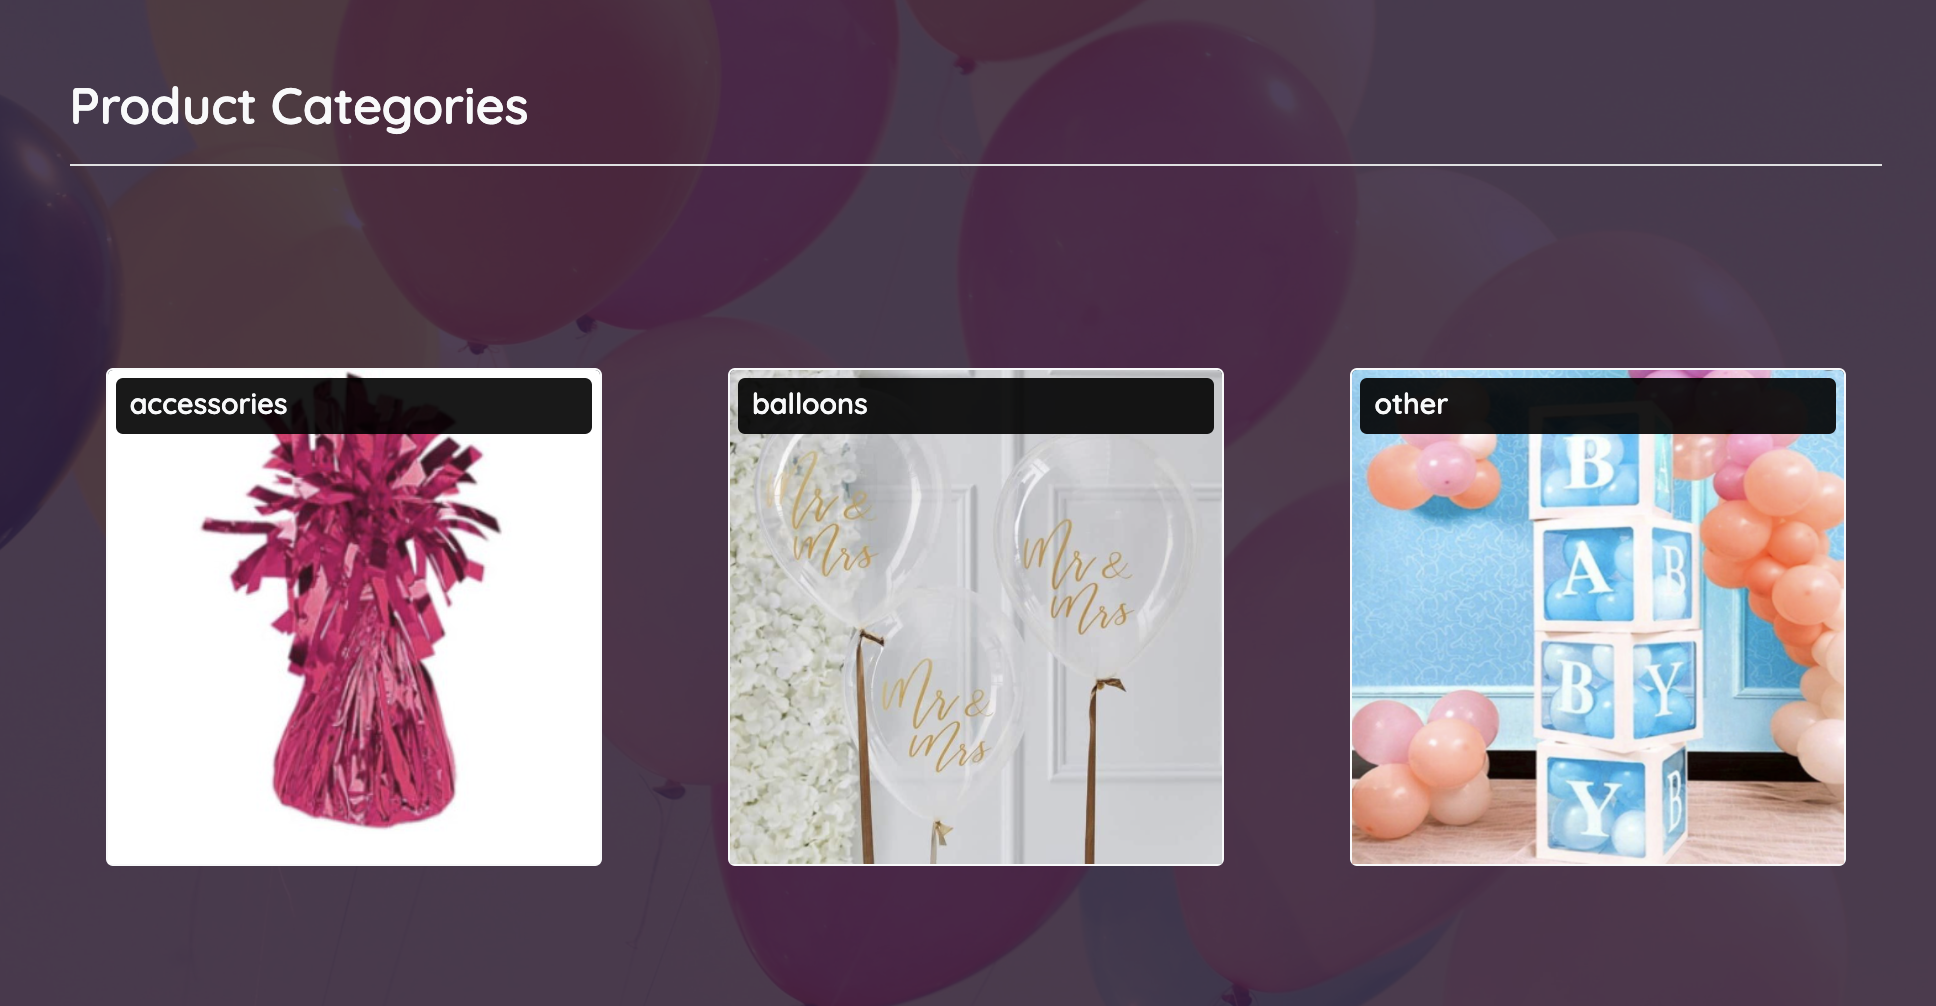 Product Categories
accessories
balloons
other
Mr &
Mrs
Mr &
Mrs
Mr &
Mrs
B
A B
B Y
Y B